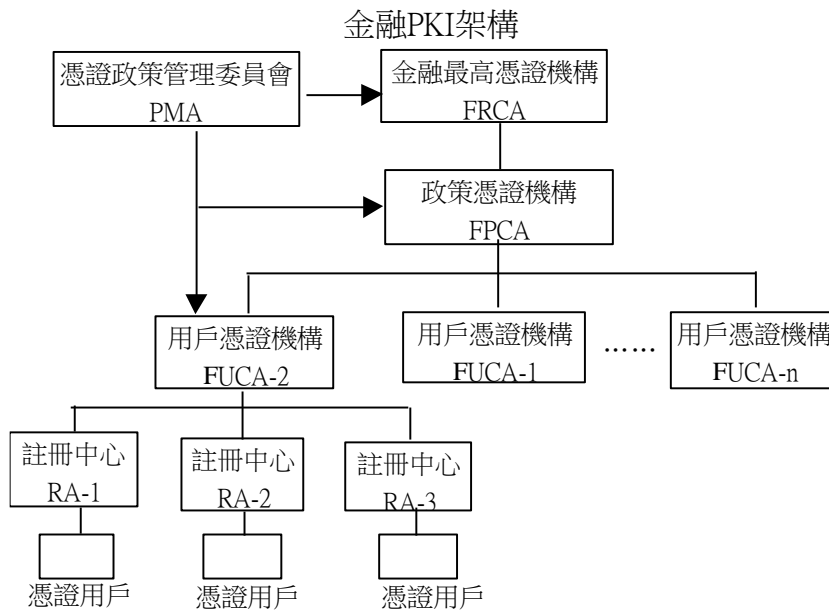 金融PKI架構
憑證政策管理委員會
PMA
金融最高憑證機構
FRCA
政策憑證機構
FPCA
用戶憑證機構
FUCA-2
用戶憑證機構
FUCA-1
……
用戶憑證機構
FUCA-n
註冊中心
RA-1
註冊中心
RA-2
註冊中心
RA-3
憑證用戶
憑證用戶
憑證用戶